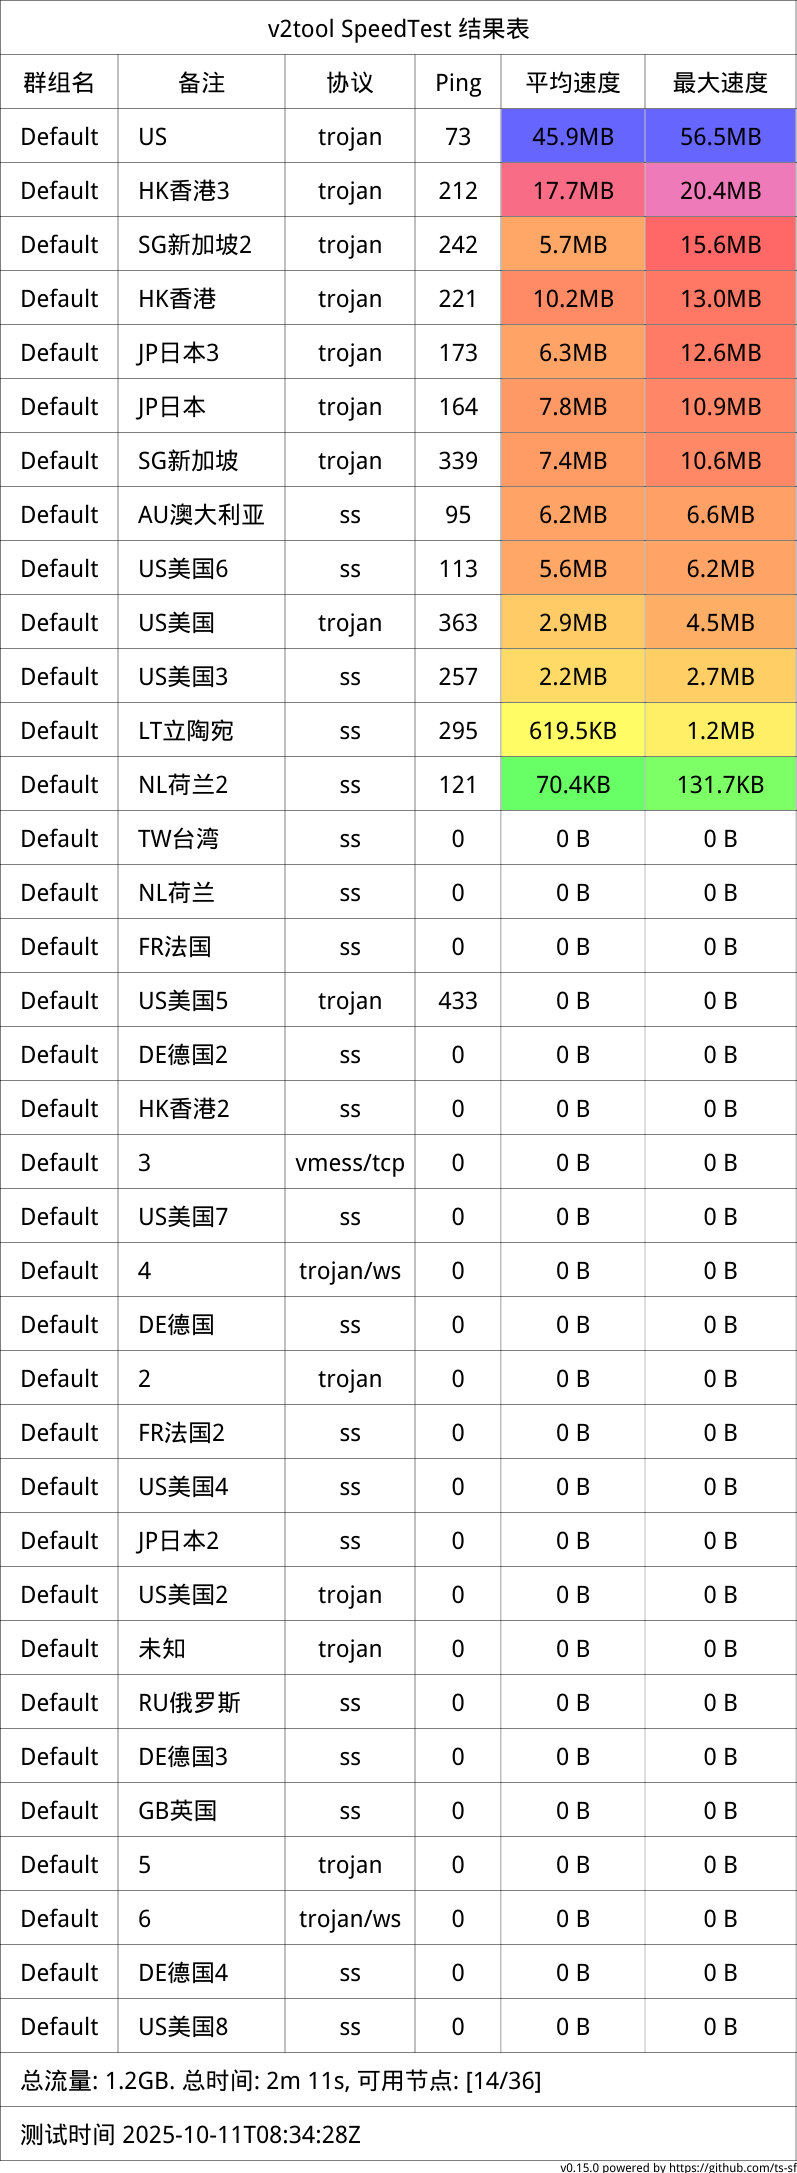 v2tool SpeedTest 结果表
群组名 备注 协议 Ping 平均速度 最大速度
Default US trojan 73 45.9MB 56.5MB
Default HK香港3 trojan 212 17.7MB 20.4MB
Default SG新加坡2 trojan 242 5.7MB 15.6MB
Default HK香港 trojan 221 10.2MB 13.0MB
Default JP日本3 trojan 173 6.3MB 12.6MB
Default JP日本 trojan 164 7.8MB 10.9MB
Default SG新加坡 trojan 339 7.4MB 10.6MB
Default AU澳大利亚 ss 95 6.2MB 6.6MB
Default US美国6 ss 113 5.6MB 6.2MB
Default US美国 trojan 363 2.9MB 4.5MB
Default US美国3 ss 257 2.2MB 2.7MB
Default LT立陶宛 ss 295 619.5KB 1.2MB
Default NL荷兰2 ss 121 70.4KB 131.7KB
Default TW台湾 ss 0 0 B 0 B
Default NL荷兰 ss 0 0 B 0 B
Default FR法国 ss 0 0 B 0 B
Default US美国5 trojan 433 0 B 0 B
Default DE德国2 ss 0 0 B 0 B
Default HK香港2 ss 0 0 B 0 B
Default 3 vmess/tcp 0 0 B 0 B
Default US美国7 ss 0 0 B 0 B
Default 4 trojan/ws 0 0 B 0 B
Default DE德国 ss 0 0 B 0 B
Default 2 trojan 0 0 B 0 B
Default FR法国2 ss 0 0 B 0 B
Default US美国4 ss 0 0 B 0 B
Default JP日本2 ss 0 0 B 0 B
Default US美国2 trojan 0 0 B 0 B
Default 未知 trojan 0 0 B 0 B
Default RU俄罗斯 ss 0 0 B 0 B
Default DE德国3 ss 0 0 B 0 B
Default GB英国 ss 0 0 B 0 B
Default 5 trojan 0 0 B 0 B
Default 6 trojan/ws 0 0 B 0 B
Default DE德国4 ss 0 0 B 0 B
Default US美国8 ss 0 0 B 0 B
总流量: 1.2GB. 总时间: 2m 11s, 可用节点: [14/36]
测试时间 2025-10-11T08:34:28Z
v0.15.0 powered by https://github.com/ts-sf